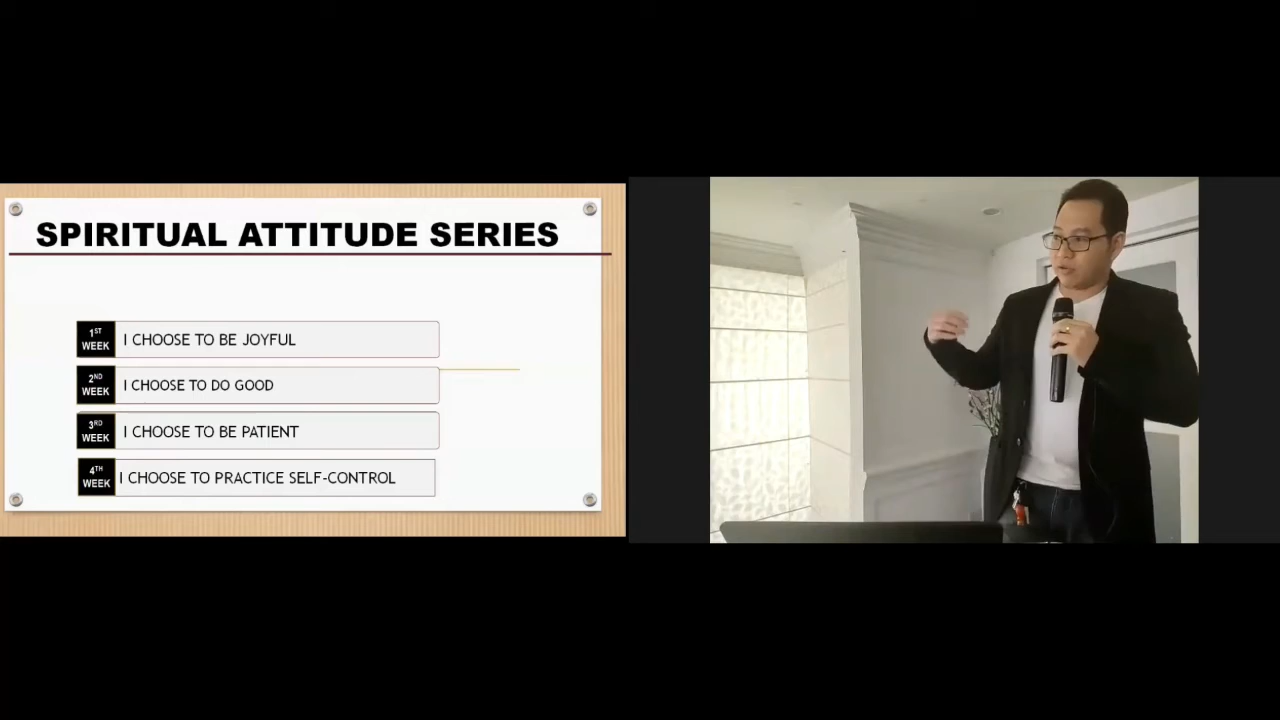 SPIRITUAL ATTITUDE SERIES
1ST WEEK I CHOOSE TO BE JOYFUL
2ND WEEK I CHOOSE TO DO GOOD
3RD WEEK I CHOOSE TO BE PATIENT
4TH WEEK I CHOOSE TO PRACTICE SELF-CONTROL